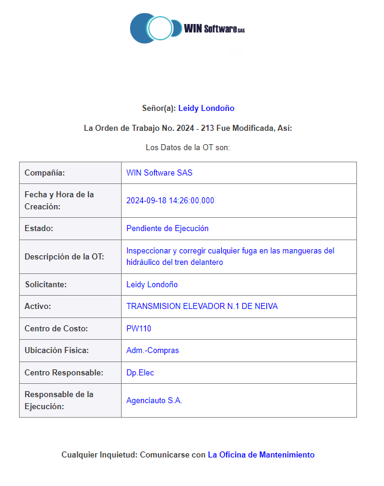 WIN Software SAS
Señor(a): Leidy Londoño
La Orden de Trabajo No. 2024 - 213 Fue Modificada, Asi:
Los Datos de la OT son:
Compañía: WIN Software SAS
Fecha y Hora de la
Creación: 2024-09-18 14:26:00.000
Estado: Pendiente de Ejecución
Descripción de la OT: Inspeccionar y corregir cualquier fuga en las mangueras del
hidráulico del tren delantero
Solicitante: Leidy Londoño
Activo: TRANSMISION ELEVADOR N.1 DE NEIVA
Centro de Costo: PW110
Ubicación Física: Adm.-Compras
Centro Responsable: Dp.Elec
Responsable de la
Ejecución: Agenciauto S.A.
Cualquier Inquietud: Comunicarse con La Oficina de Mantenimiento